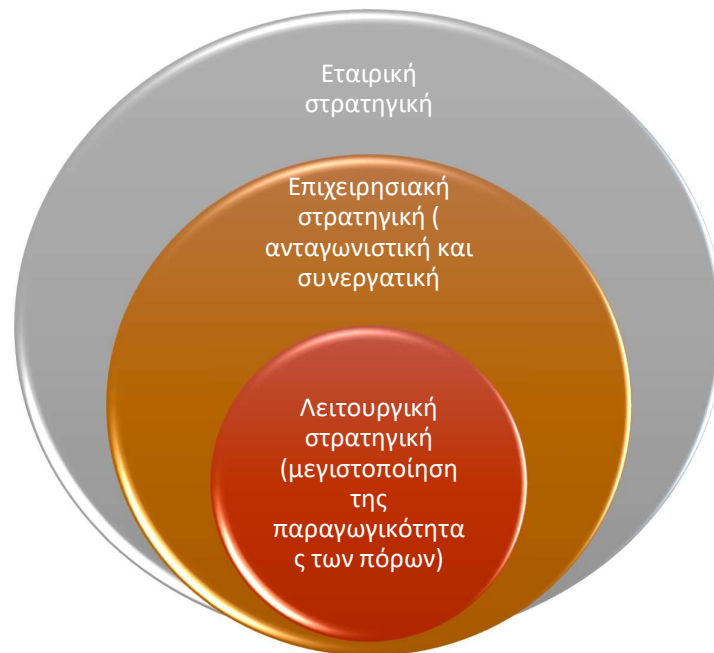 Εταιρική
στρατηγική
Επιχειρησιακή
στρατηγική (
ανταγωνιστική και
συνεργατική
Λειτουργική
στρατηγική
(μεγιστοποίηση
της
παραγωγικότητα
ς των πόρων)